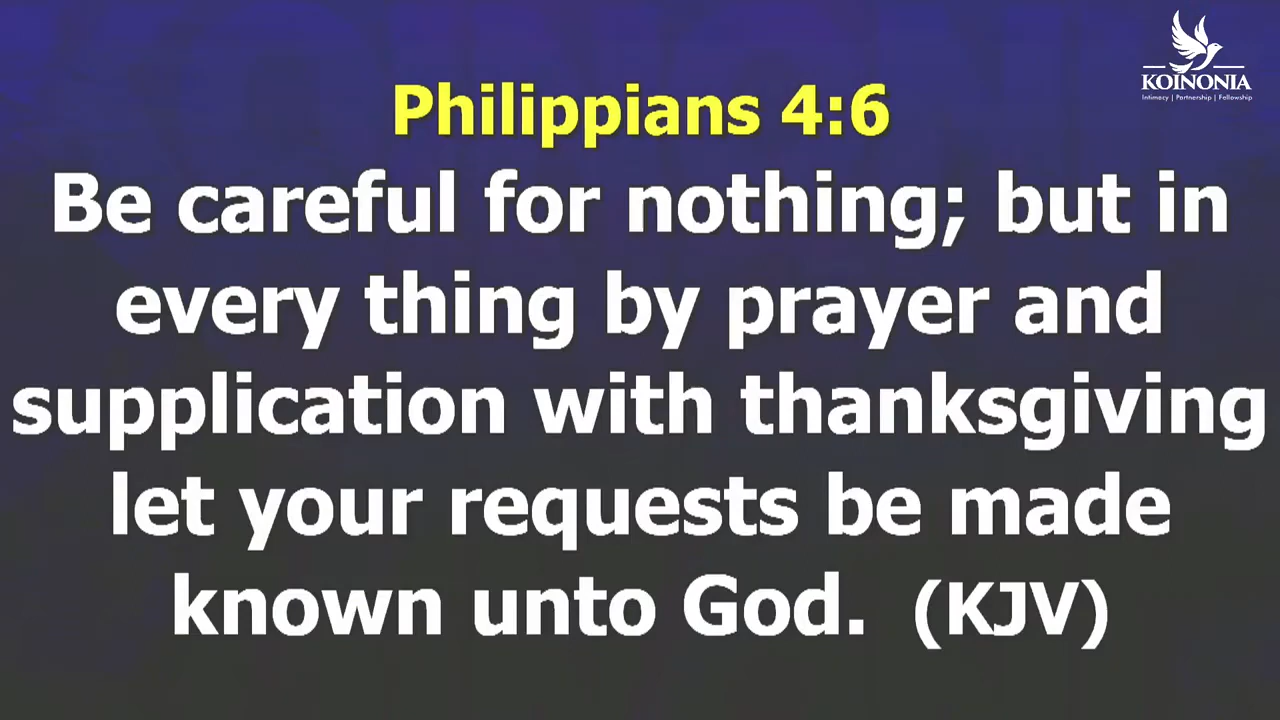 KOINONIA
Intimacy | Partnership | Fellowship
Philippians 4:6
Be careful for nothing; but in
every thing by prayer and
supplication with thanksgiving
let your requests be made
known unto God. (KJV)